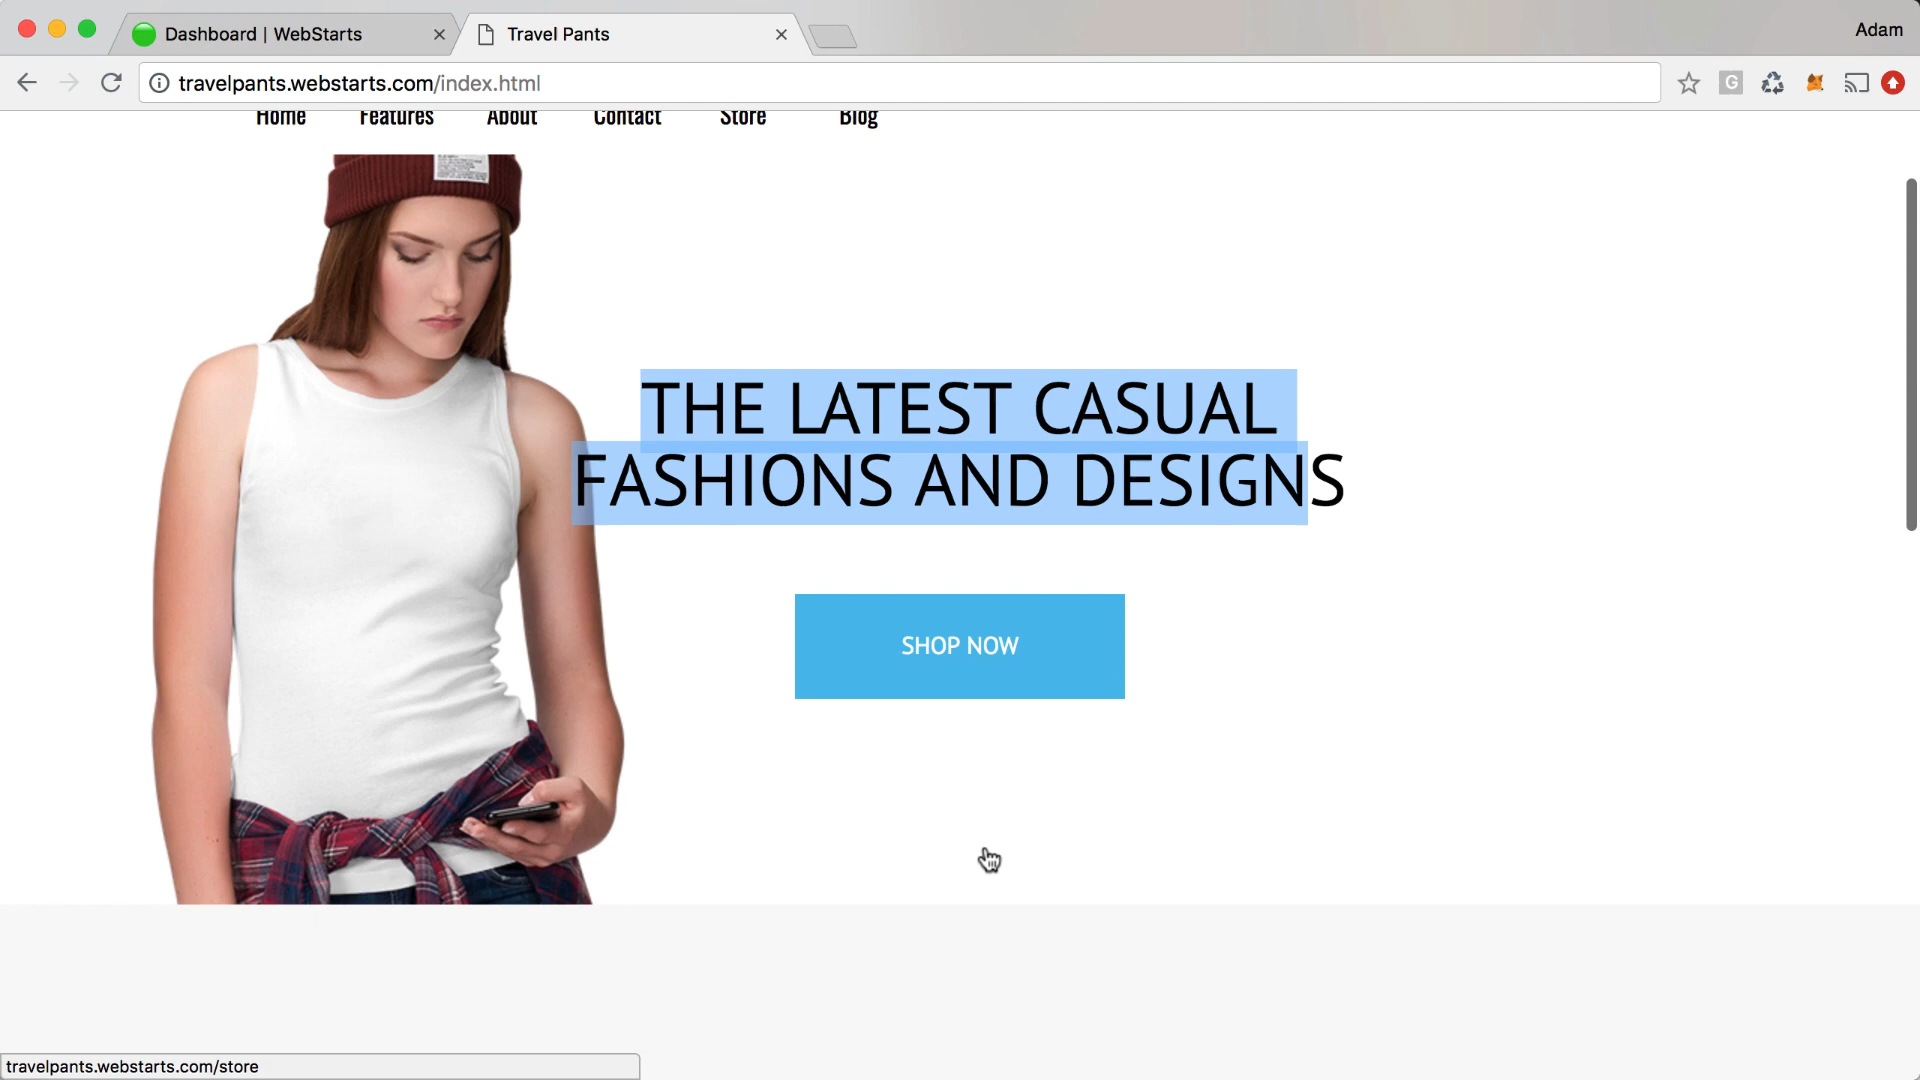 Dashboard | WebStarts
Travel Pants
Adam
travelpants.webstarts.com/index.html
G
Home Features About Contact Store Blog
THE LATEST CASUAL
FASHIONS AND DESIGNS
SHOP NOW
travelpants.webstarts.com/store